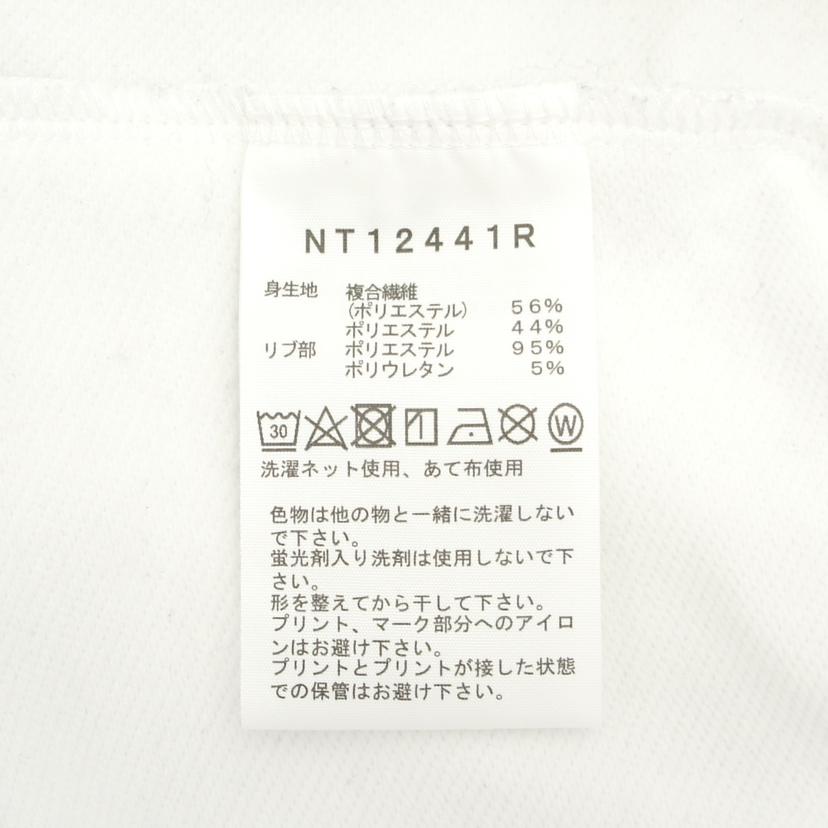 NT12441R
身生地 複合繊維
(ポリエステル) 56%
ポリエステル 44%
リブ部 ポリエステル 95%
ポリウレタン 5%
30 W
洗濯ネット使用、あて布使用
色物は他の物と一緒に洗濯しない
で下さい。
蛍光剤入り洗剤は使用しないで下
さい。
形を整えてから干して下さい。
プリント、マーク部分へのアイロ
ンはお避け下さい。
プリントとプリントが接した状態
での保管はお避け下さい。